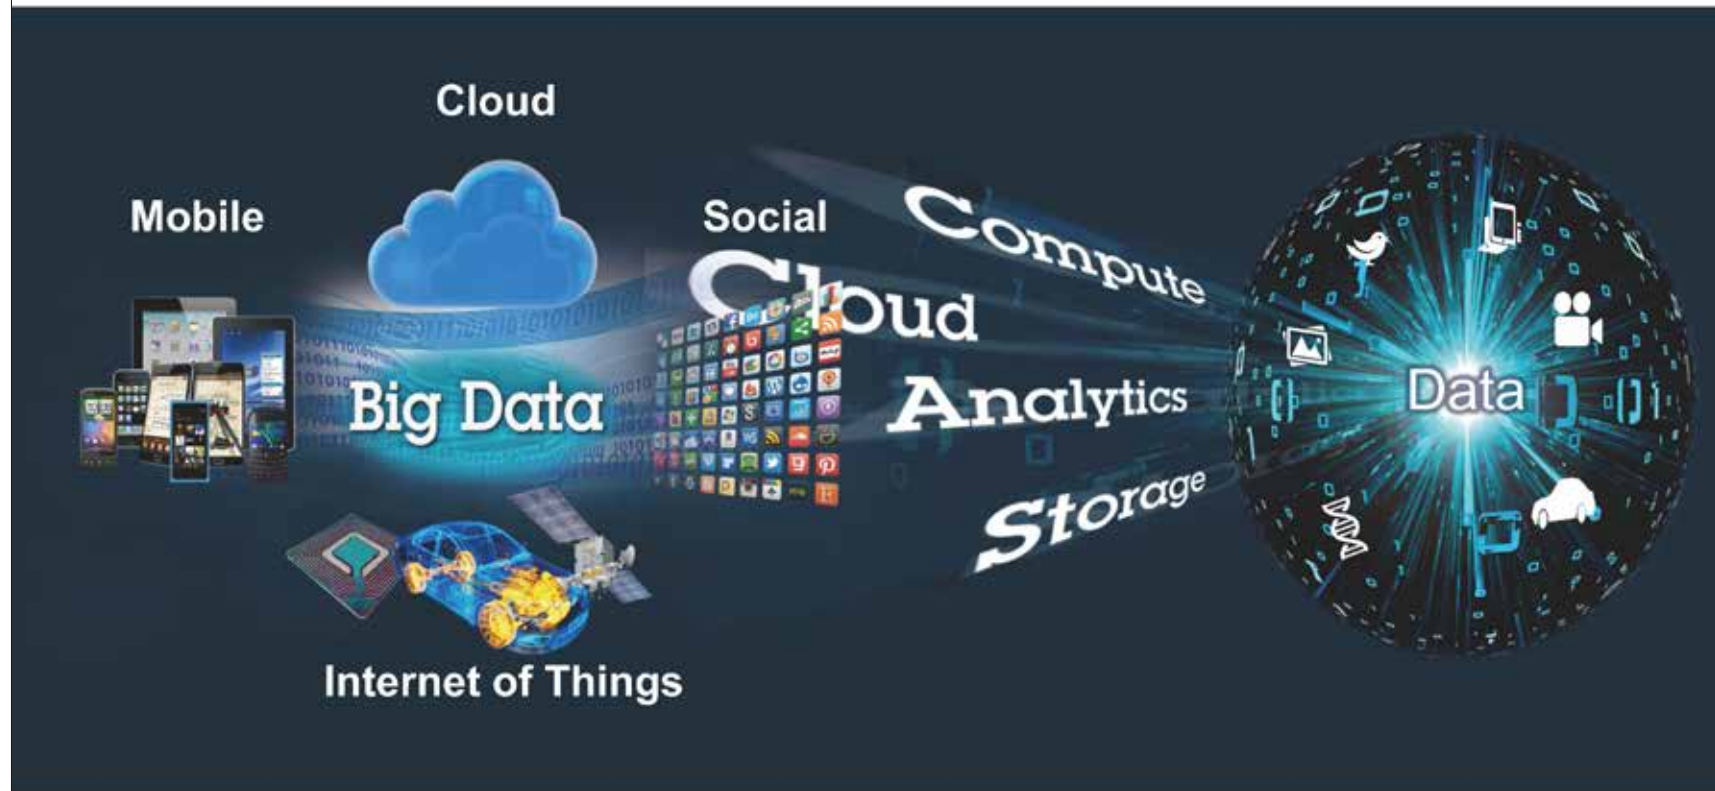 Cloud
Mobile
Social
Compute
Cloud
Big Data
Analytics
Data
Storage
Internet of Things